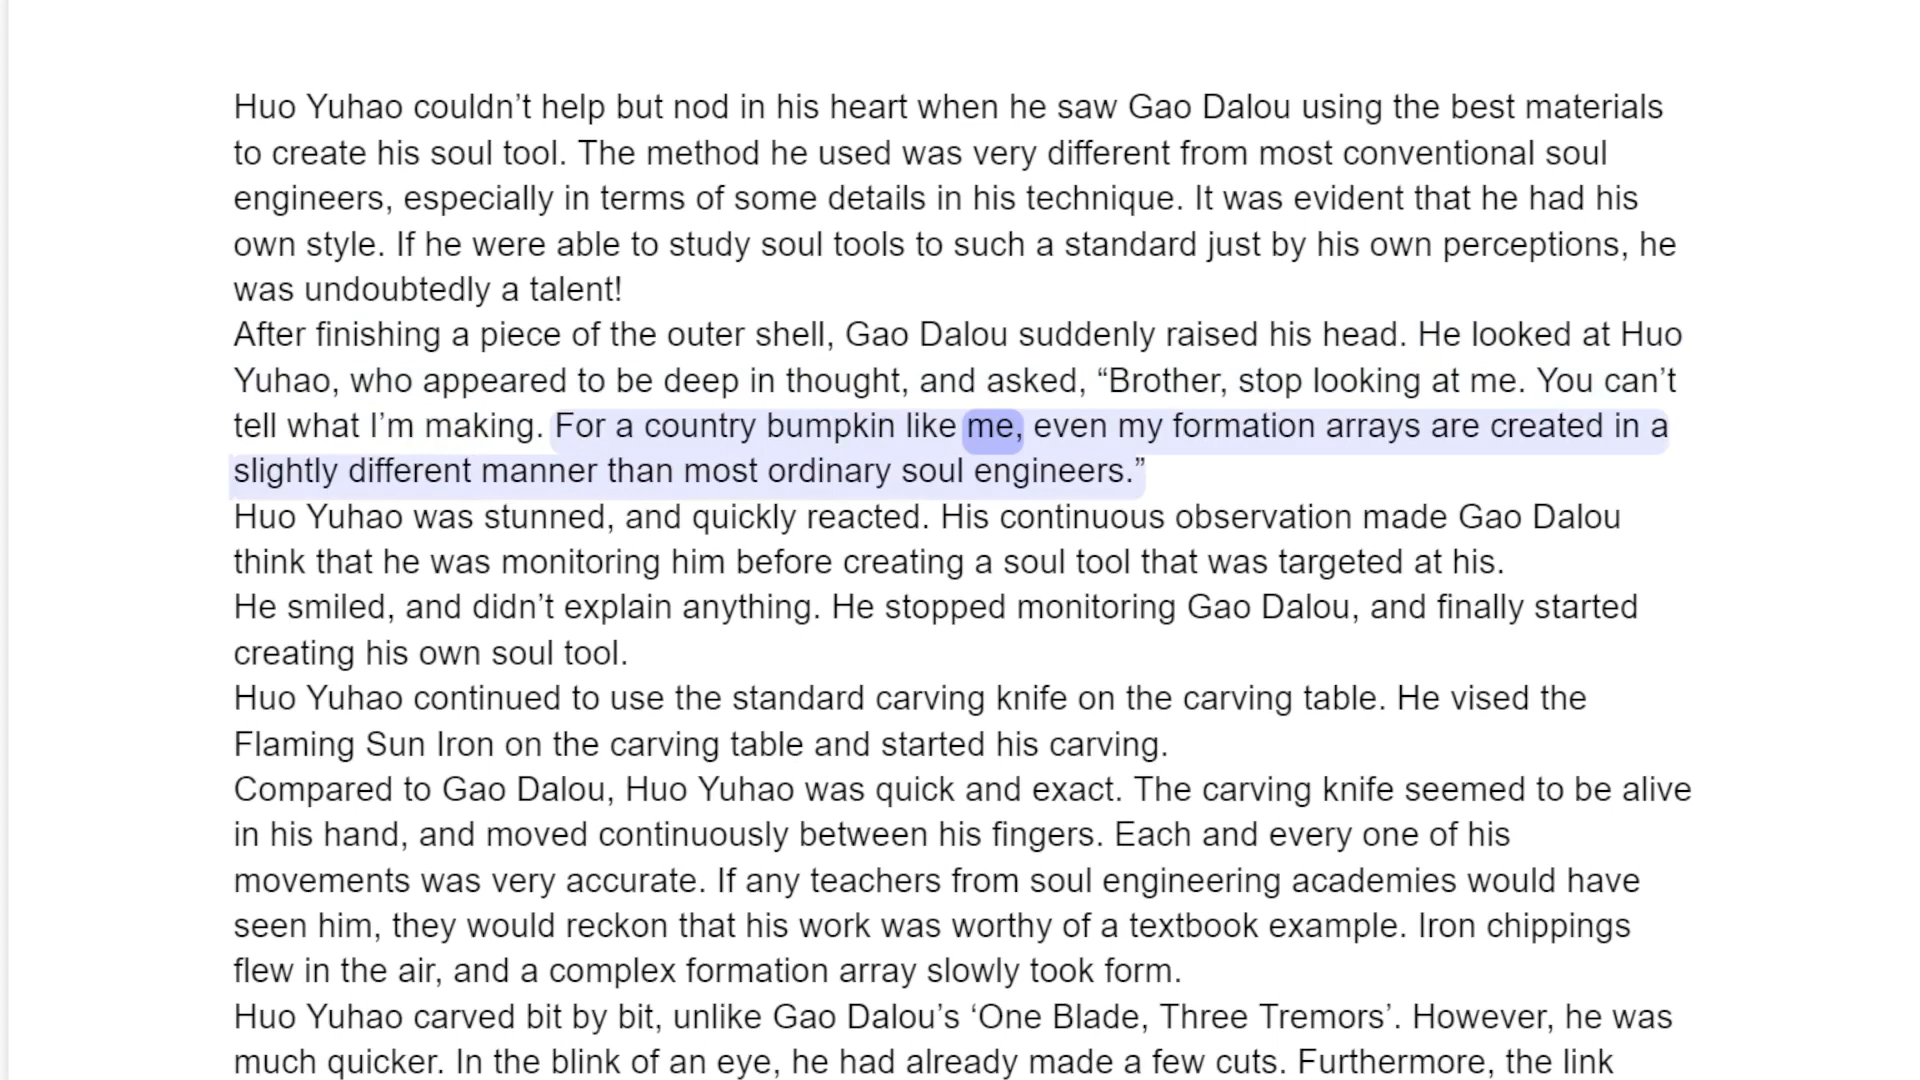 Huo Yuhao couldn’t help but nod in his heart when he saw Gao Dalou using the best materials
to create his soul tool. The method he used was very different from most conventional soul
engineers, especially in terms of some details in his technique. It was evident that he had his
own style. If he were able to study soul tools to such a standard just by his own perceptions, he
was undoubtedly a talent!
After finishing a piece of the outer shell, Gao Dalou suddenly raised his head. He looked at Huo
Yuhao, who appeared to be deep in thought, and asked, “Brother, stop looking at me. You can’t
tell what I’m making. For a country bumpkin like me, even my formation arrays are created in a
slightly different manner than most ordinary soul engineers.”
Huo Yuhao was stunned, and quickly reacted. His continuous observation made Gao Dalou
think that he was monitoring him before creating a soul tool that was targeted at his.
He smiled, and didn’t explain anything. He stopped monitoring Gao Dalou, and finally started
creating his own soul tool.
Huo Yuhao continued to use the standard carving knife on the carving table. He vised the
Flaming Sun Iron on the carving table and started his carving.
Compared to Gao Dalou, Huo Yuhao was quick and exact. The carving knife seemed to be alive
in his hand, and moved continuously between his fingers. Each and every one of his
movements was very accurate. If any teachers from soul engineering academies would have
seen him, they would reckon that his work was worthy of a textbook example. Iron chippings
flew in the air, and a complex formation array slowly took form.
Huo Yuhao carved bit by bit, unlike Gao Dalou’s ‘One Blade, Three Tremors’. However, he was
much quicker. In the blink of an eye, he had already made a few cuts. Furthermore, the link